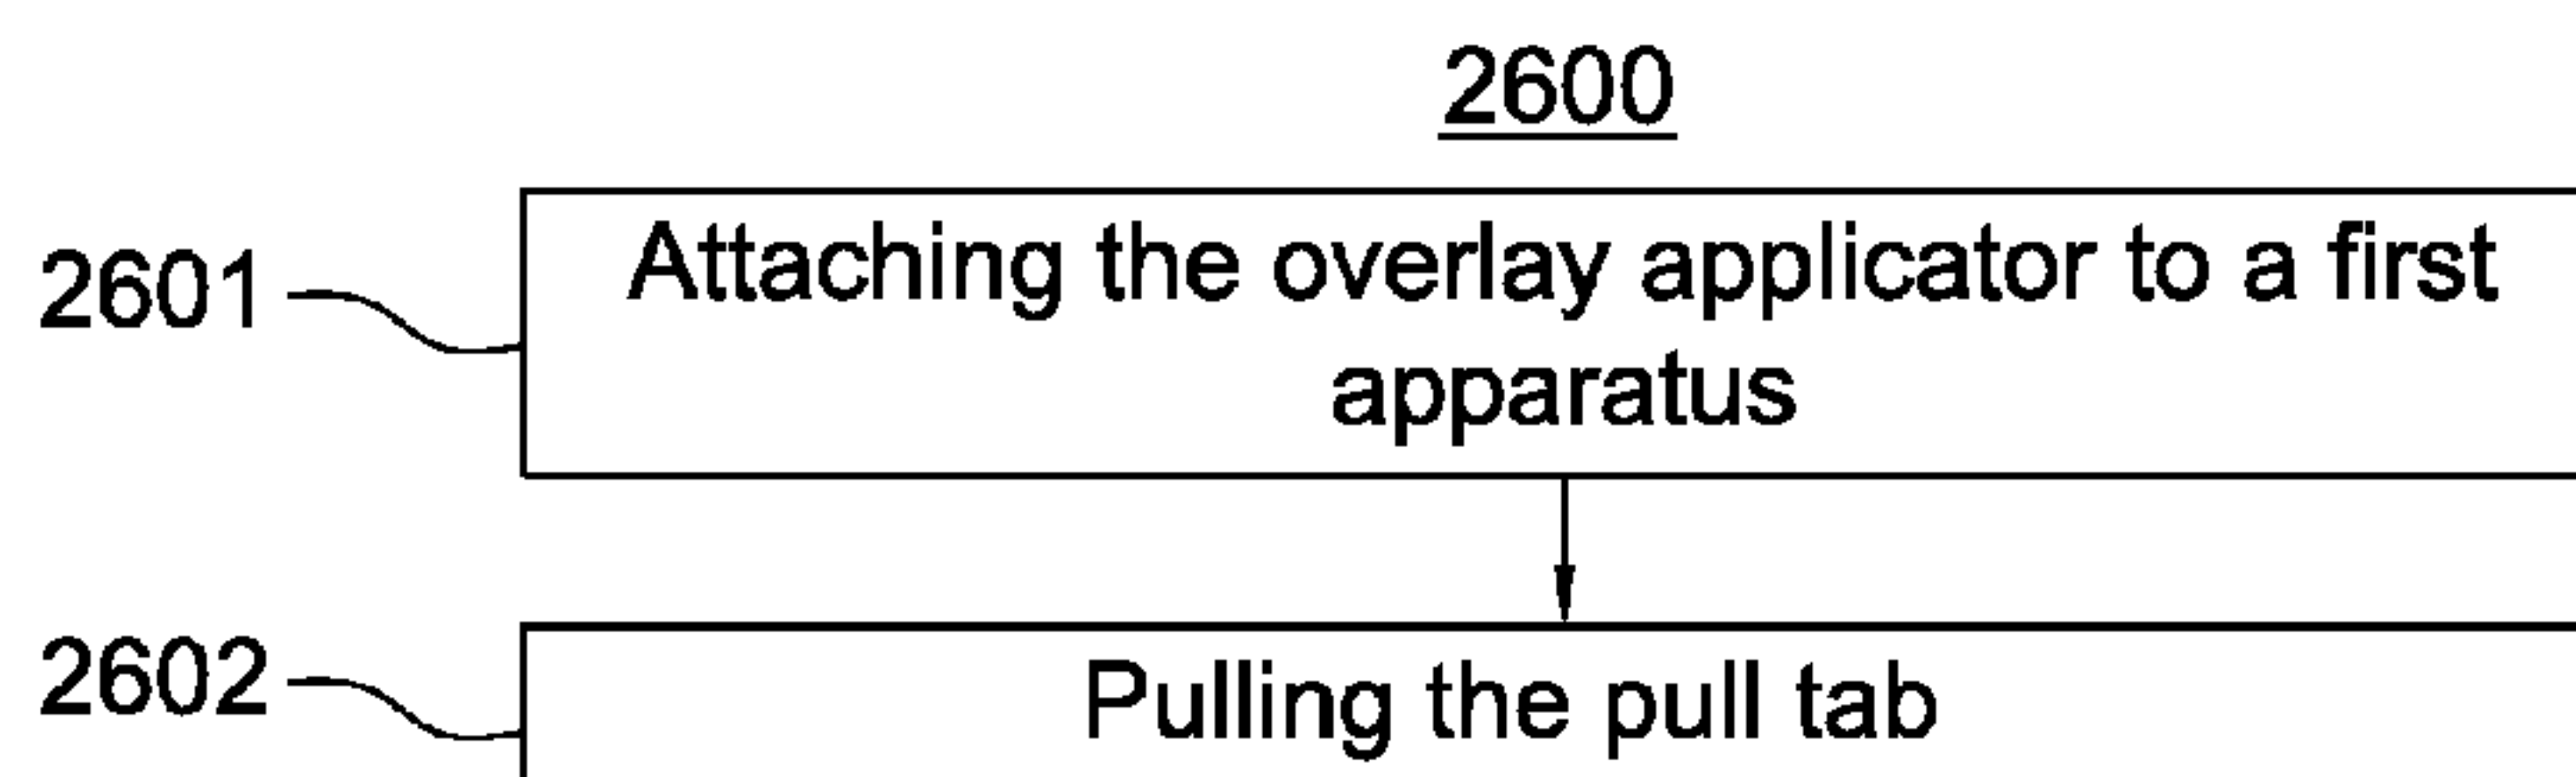 2600
2601
Attaching the overlay applicator to a first
apparatus
2602
Pulling the pull tab